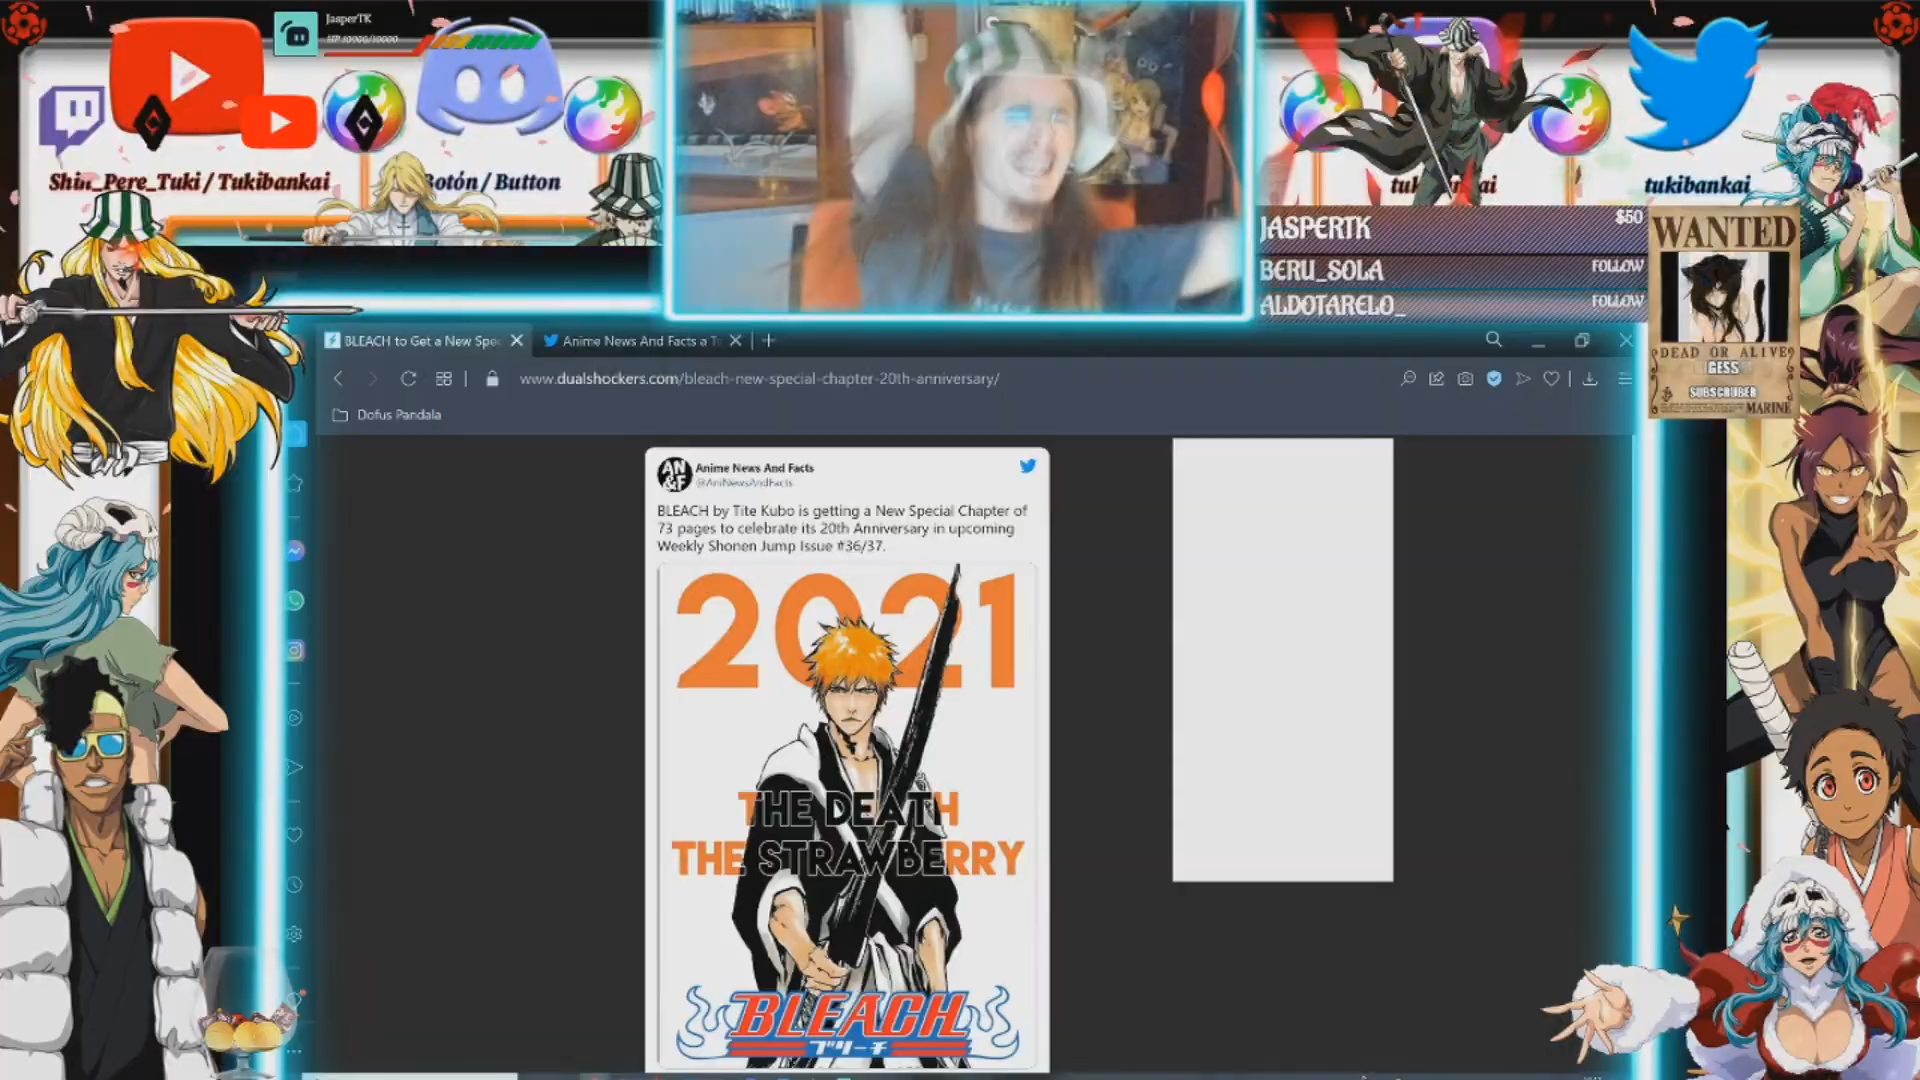 JasperTK
HP 10000/10000
Shin_Pere_Tuki / Tukibankai
Botón / Button
tukibankai
JASPERTK
$50
BERU_SOLA
FOLLOW
ALDOTARELO_
FOLLOW
WANTED
DEAD OR ALIVE
GESS
SUBSCRIBER
MARINE
BLEACH to Get a New Spec
Anime News And Facts a T
www.dualshockers.com/bleach-new-special-chapter-20th-anniversary/
Dofus Pandala
AN
&F
Anime News And Facts
@AniNewsAndFacts
BLEACH by Tite Kubo is getting a New Special Chapter of
73 pages to celebrate its 20th Anniversary in upcoming
Weekly Shonen Jump Issue #36/37.
2021
THE DEATH
THE STRAWBERRY
BLEACH
ブリーチ